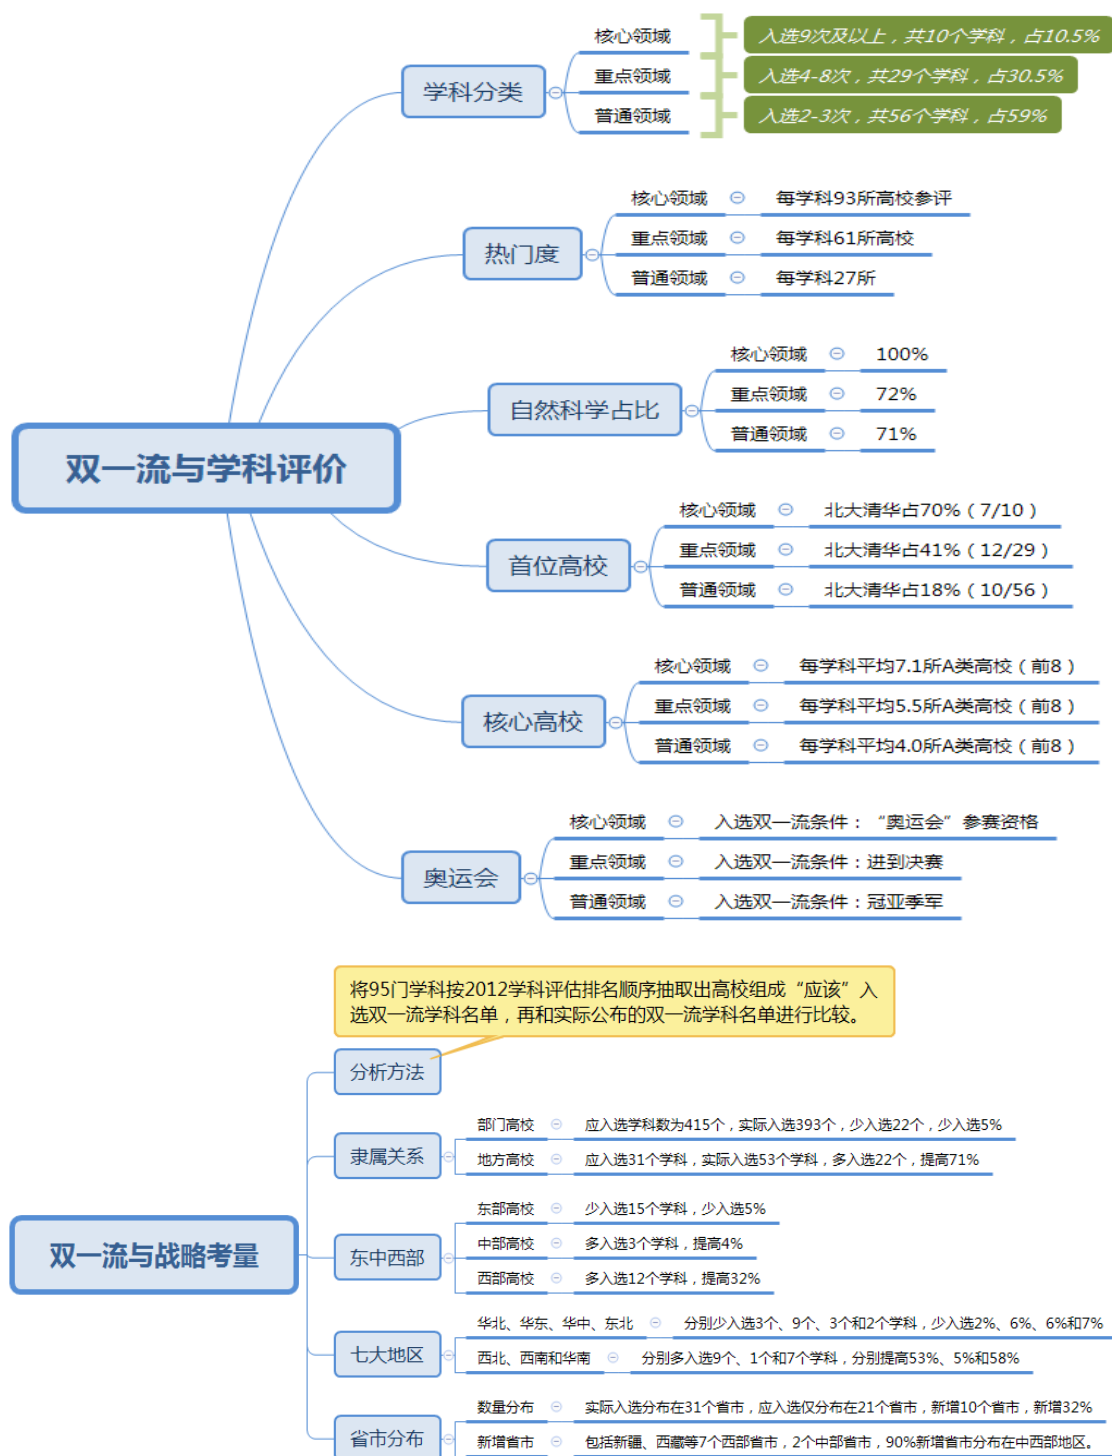 双一流与学科评价
学科分类
核心领域
入选9次及以上，共10个学科，占10.5%
重点领域
入选4-8次，共29个学科，占30.5%
普通领域
入选2-3次，共56个学科，占59%
热门度
核心领域
每学科93所高校参评
重点领域
每学科61所高校
普通领域
每学科27所
自然科学占比
核心领域
100%
重点领域
72%
普通领域
71%
首位高校
核心领域
北大清华占70%（7/10）
重点领域
北大清华占41%（12/29）
普通领域
北大清华占18%（10/56）
核心高校
核心领域
每学科平均7.1所A类高校（前8）
重点领域
每学科平均5.5所A类高校（前8）
普通领域
每学科平均4.0所A类高校（前8）
奥运会
核心领域
入选双一流条件：“奥运会”参赛资格
重点领域
入选双一流条件：进到决赛
普通领域
入选双一流条件：冠亚季军
双一流与战略考量
将95门学科按2012学科评估排名顺序抽取出高校组成“应该”入
选双一流学科名单，再和实际公布的双一流学科名单进行比较。
分析方法
隶属关系
部门高校
应入选学科数为415个，实际入选393个，少入选22个，少入选5%
地方高校
应入选31个学科，实际入选53个学科，多入选22个，提高71%
东中西部
东部高校
少入选15个学科，少入选5%
中部高校
多入选3个学科，提高4%
西部高校
多入选12个学科，提高32%
七大地区
华北、华东、华中、东北
分别少入选3个、9个、3个和2个学科，少入选2%、6%、6%和7%
西北、西南和华南
分别多入选9个、1个和7个学科，分别提高53%、5%和58%
省市分布
数量分布
实际入选分布在31个省市，应入选仅分布在21个省市，新增10个省市，新增32%
新增省市
包括新疆、西藏等7个西部省市，2个中部省市，90%新增省市分布在中西部地区。